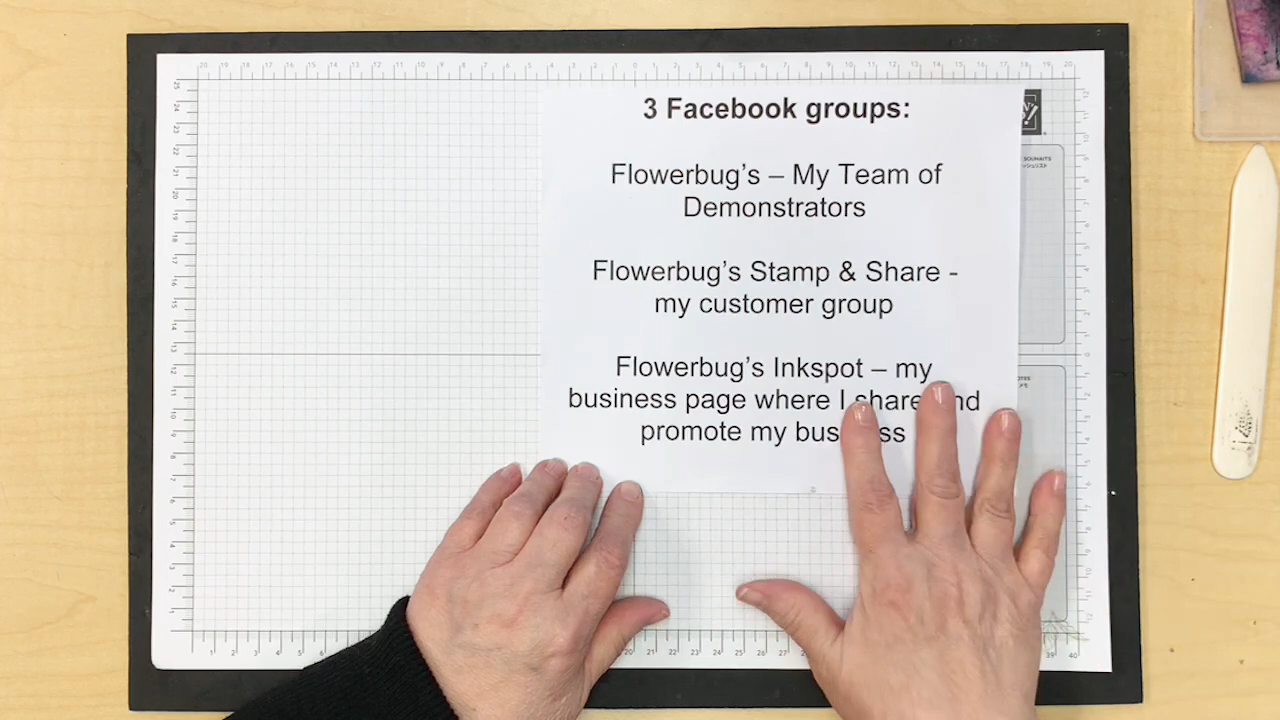 3 Facebook groups:
Flowerbug’s – My Team of
Demonstrators
Flowerbug’s Stamp & Share -
my customer group
Flowerbug’s Inkspot – my
business page where I share
promote my
SOUHAITS